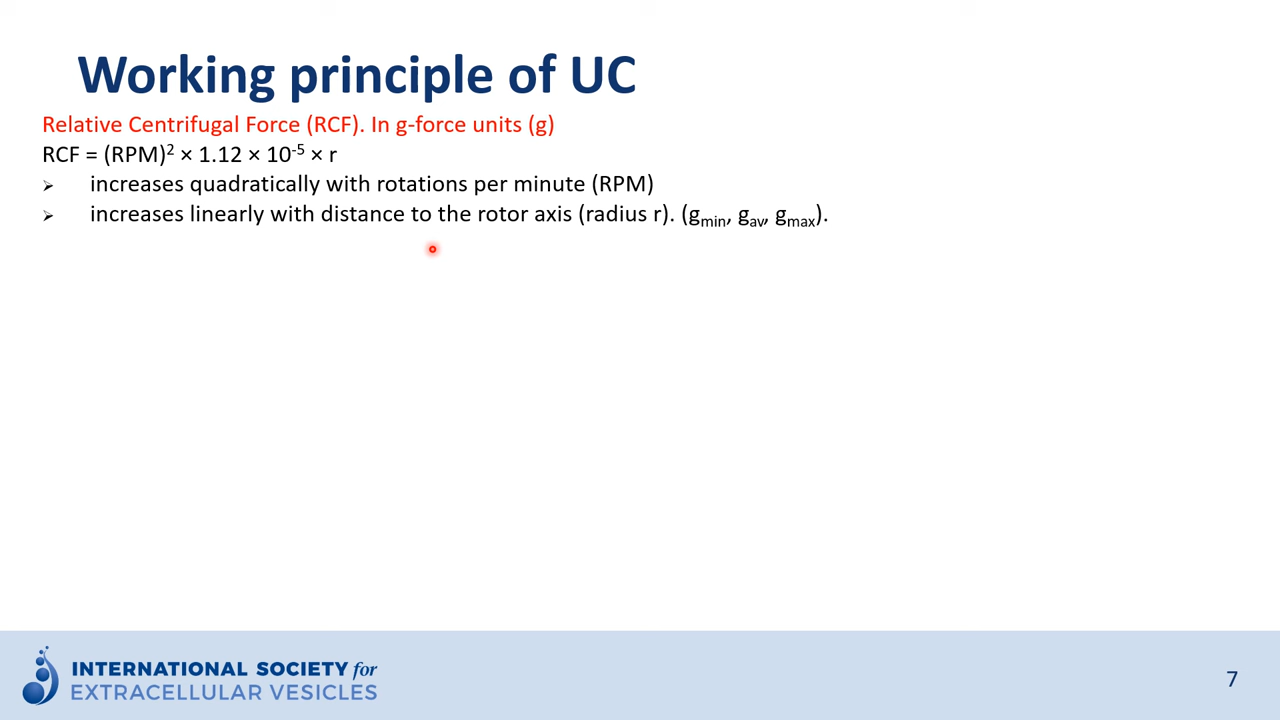 Working principle of UC
Relative Centrifugal Force (RCF). In g-force units (g)
RCF = (RPM)² × 1.12 × 10⁻⁵ × r
➢ increases quadratically with rotations per minute (RPM)
➢ increases linearly with distance to the rotor axis (radius r). (gmin, gav, gmax).
INTERNATIONAL SOCIETY for
EXTRACELLULAR VESICLES
7